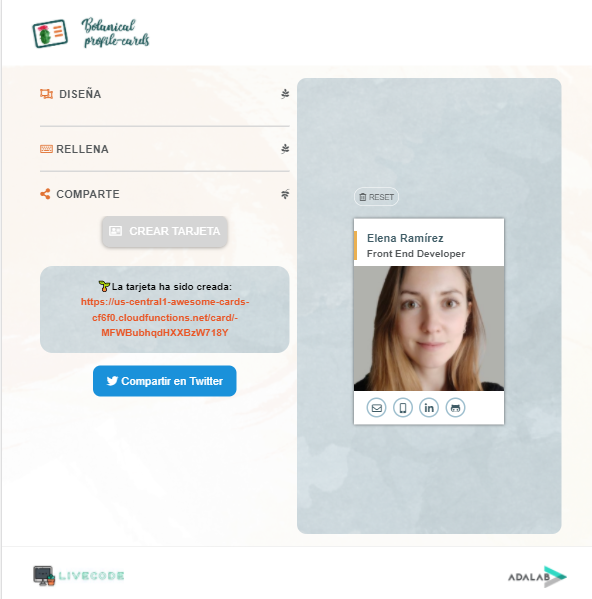 Botanical
profile-cards
DISEÑA
RELLENA
COMPARTE
CREAR TARJETA
La tarjeta ha sido creada:
https://us-central1-awesome-cards-
cf6f0.cloudfunctions.net/card/-
MFWBubhqdHXXBzW718Y
Compartir en Twitter
RESET
Elena Ramírez
Front End Developer
LIVECODE
ADALAB